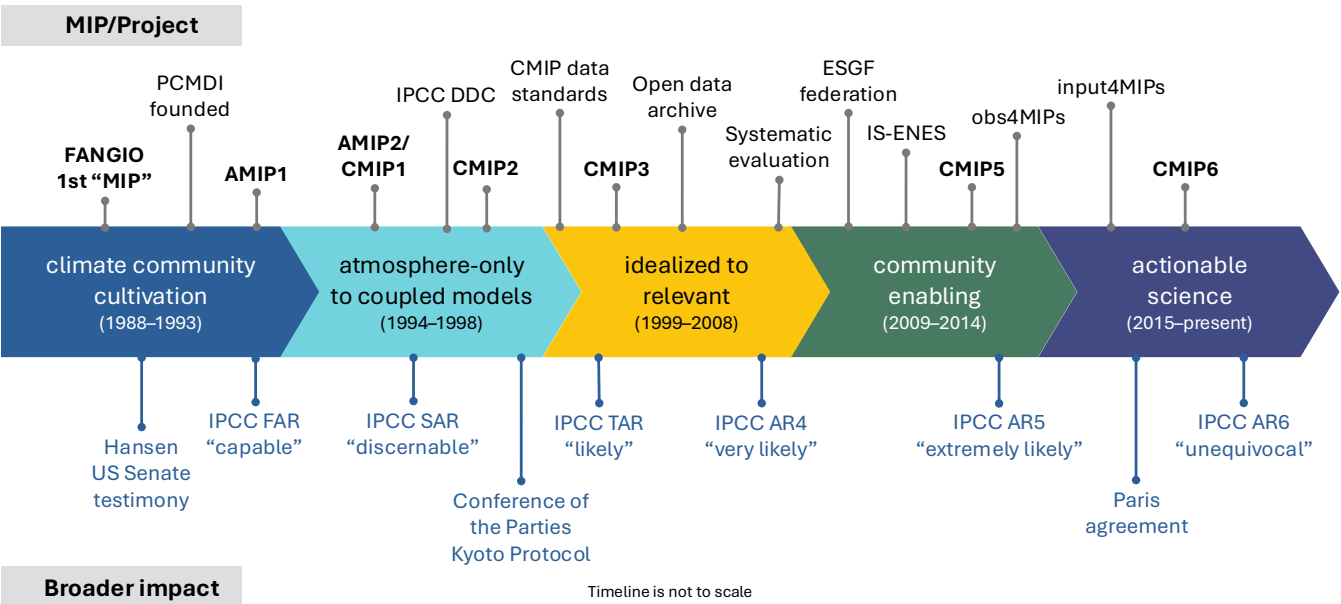 MIP/Project
FANGIO
1st “MIP”
PCMDI
founded
AMIP1
AMIP2/
CMIP1
IPCC DDC
CMIP2
CMIP data
standards
CMIP3
Open data
archive
Systematic
evaluation
ESGF
federation
IS-ENES
CMIP5
obs4MIPs
input4MIPs
CMIP6
climate community
cultivation
(1988–1993)
atmosphere-only
to coupled models
(1994–1998)
idealized to
relevant
(1999–2008)
community
enabling
(2009–2014)
actionable
science
(2015–present)
Hansen
US Senate
testimony
IPCC FAR
“capable”
IPCC SAR
“discernable”
Conference of
the Parties
Kyoto Protocol
IPCC TAR
“likely”
IPCC AR4
“very likely”
IPCC AR5
“extremely likely”
Paris
agreement
IPCC AR6
“unequivocal”
Broader impact
Timeline is not to scale